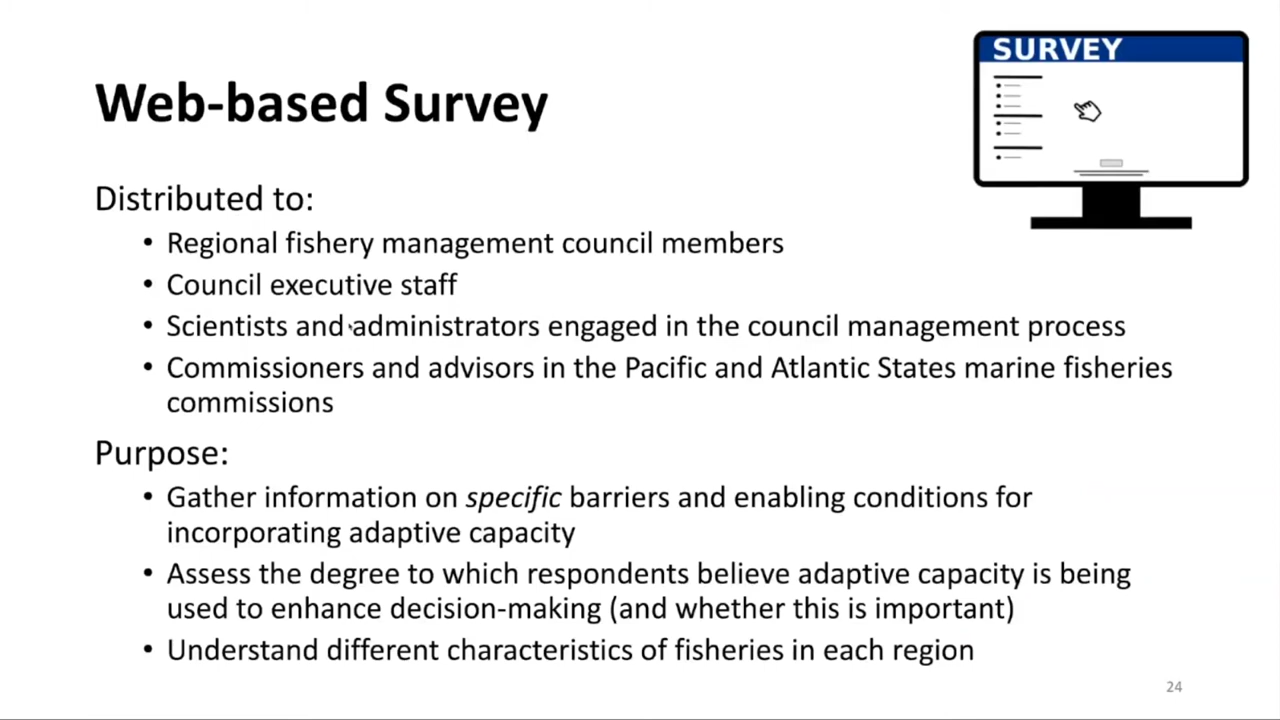 SURVEY
Web-based Survey
Distributed to:
• Regional fishery management council members
• Council executive staff
• Scientists and administrators engaged in the council management process
• Commissioners and advisors in the Pacific and Atlantic States marine fisheries
commissions
Purpose:
• Gather information on specific barriers and enabling conditions for
incorporating adaptive capacity
• Assess the degree to which respondents believe adaptive capacity is being
used to enhance decision-making (and whether this is important)
• Understand different characteristics of fisheries in each region
24